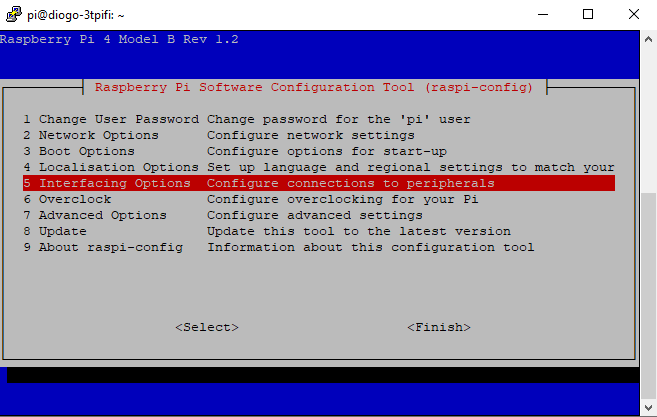 pi@diogo-3tpifi: ~
Raspberry Pi 4 Model B Rev 1.2
Raspberry Pi Software Configuration Tool (raspi-config)
1 Change User Password Change password for the 'pi' user
2 Network Options Configure network settings
3 Boot Options Configure options for start-up
4 Localisation Options Set up language and regional settings to match your
5 Interfacing Options Configure connections to peripherals
6 Overclock Configure overclocking for your Pi
7 Advanced Options Configure advanced settings
8 Update Update this tool to the latest version
9 About raspi-config Information about this configuration tool
<Select> <Finish>